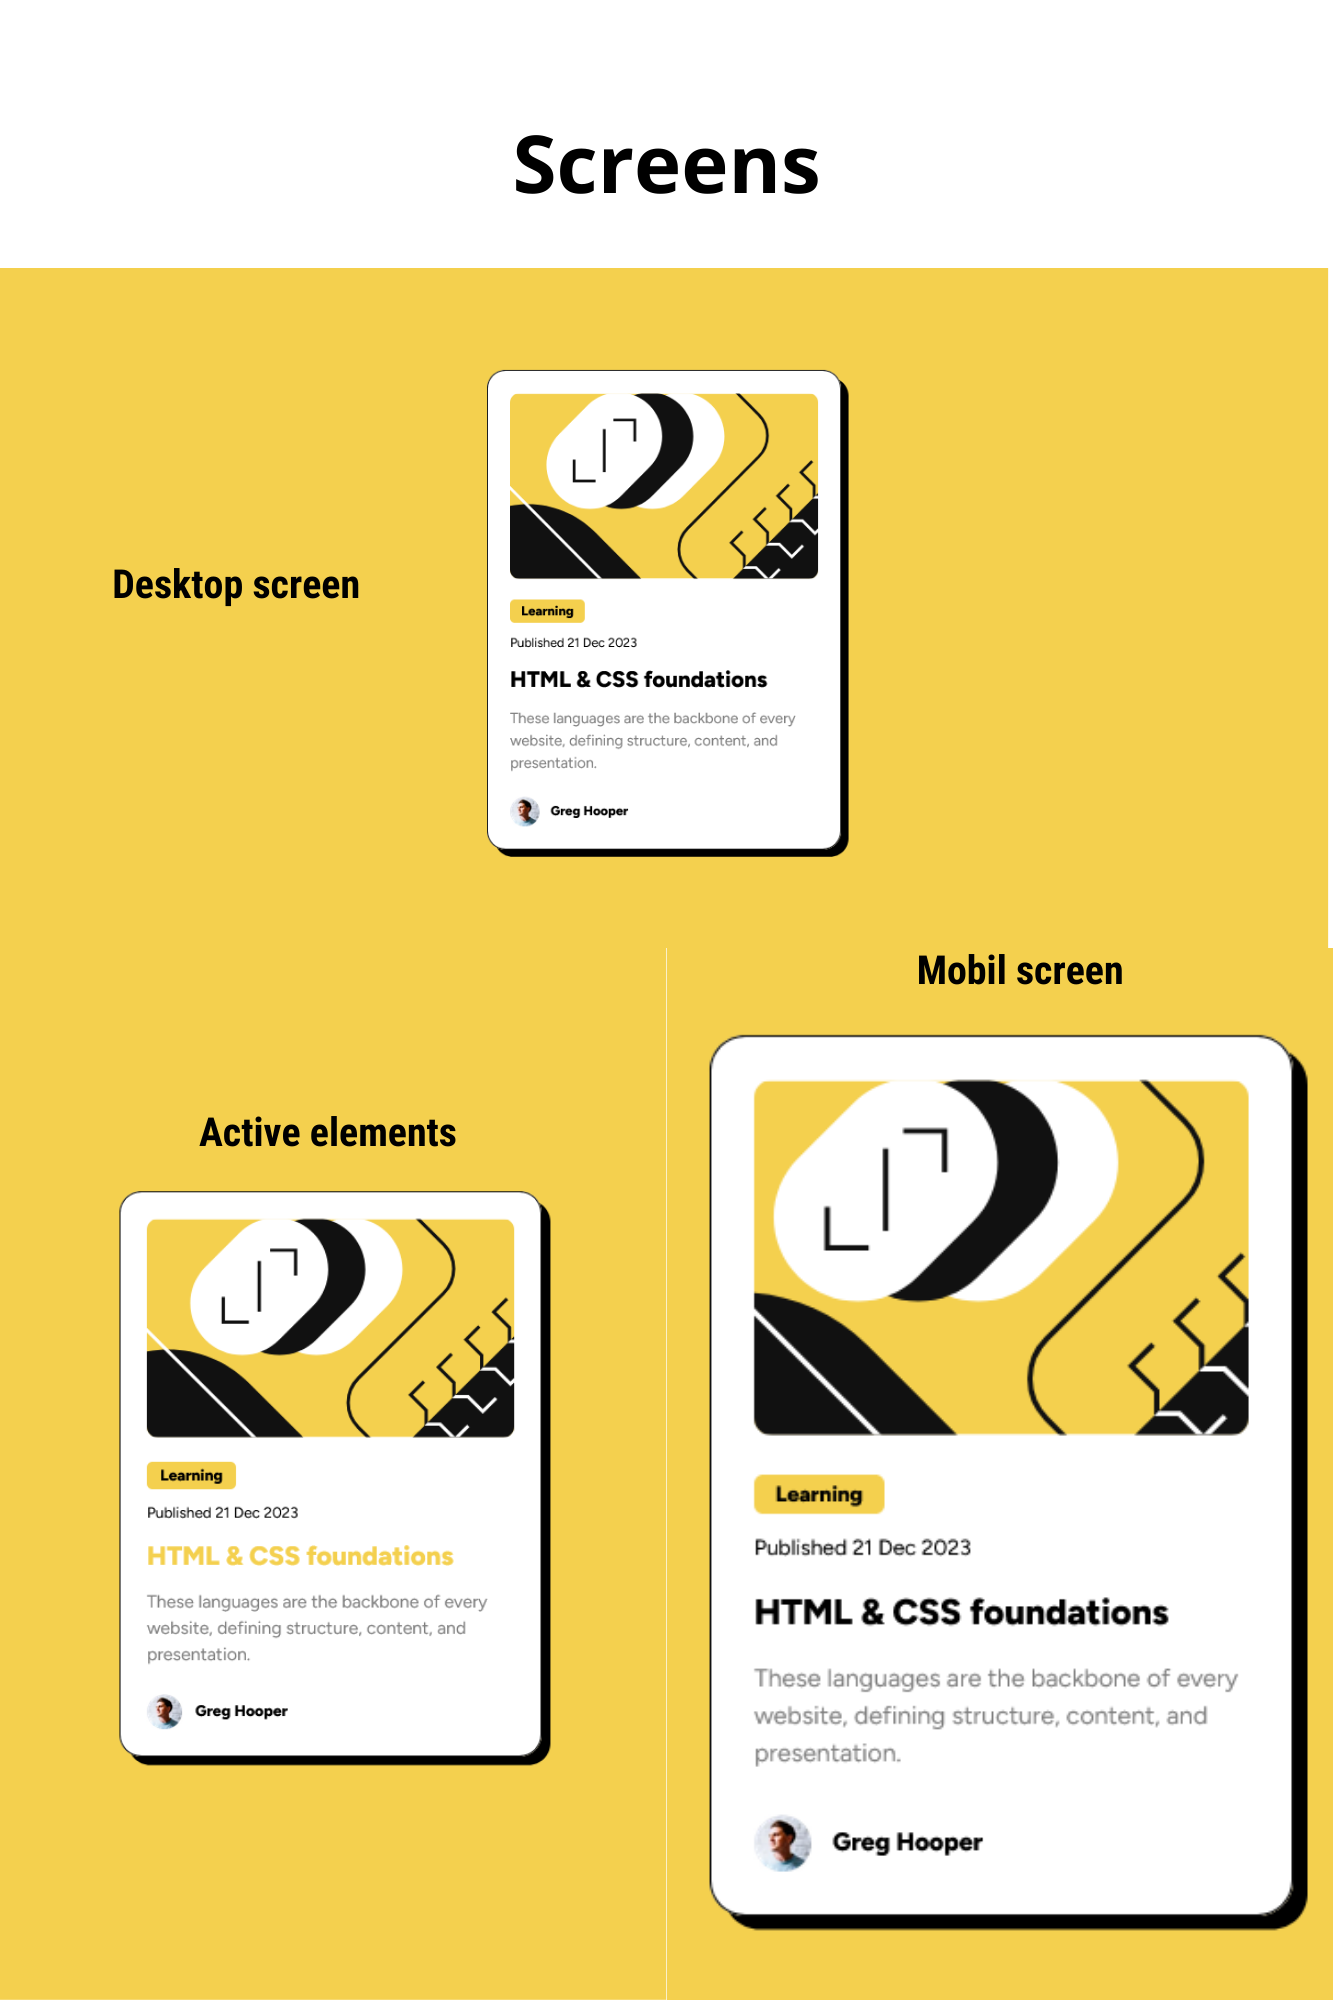 Screens
Desktop screen
Learning
Published 21 Dec 2023
HTML & CSS foundations
These languages are the backbone of every
website, defining structure, content, and
presentation.
Greg Hooper
Active elements
Learning
Published 21 Dec 2023
HTML & CSS foundations
These languages are the backbone of every
website, defining structure, content, and
presentation.
Greg Hooper
Mobil screen
Learning
Published 21 Dec 2023
HTML & CSS foundations
These languages are the backbone of every
website, defining structure, content, and
presentation.
Greg Hooper